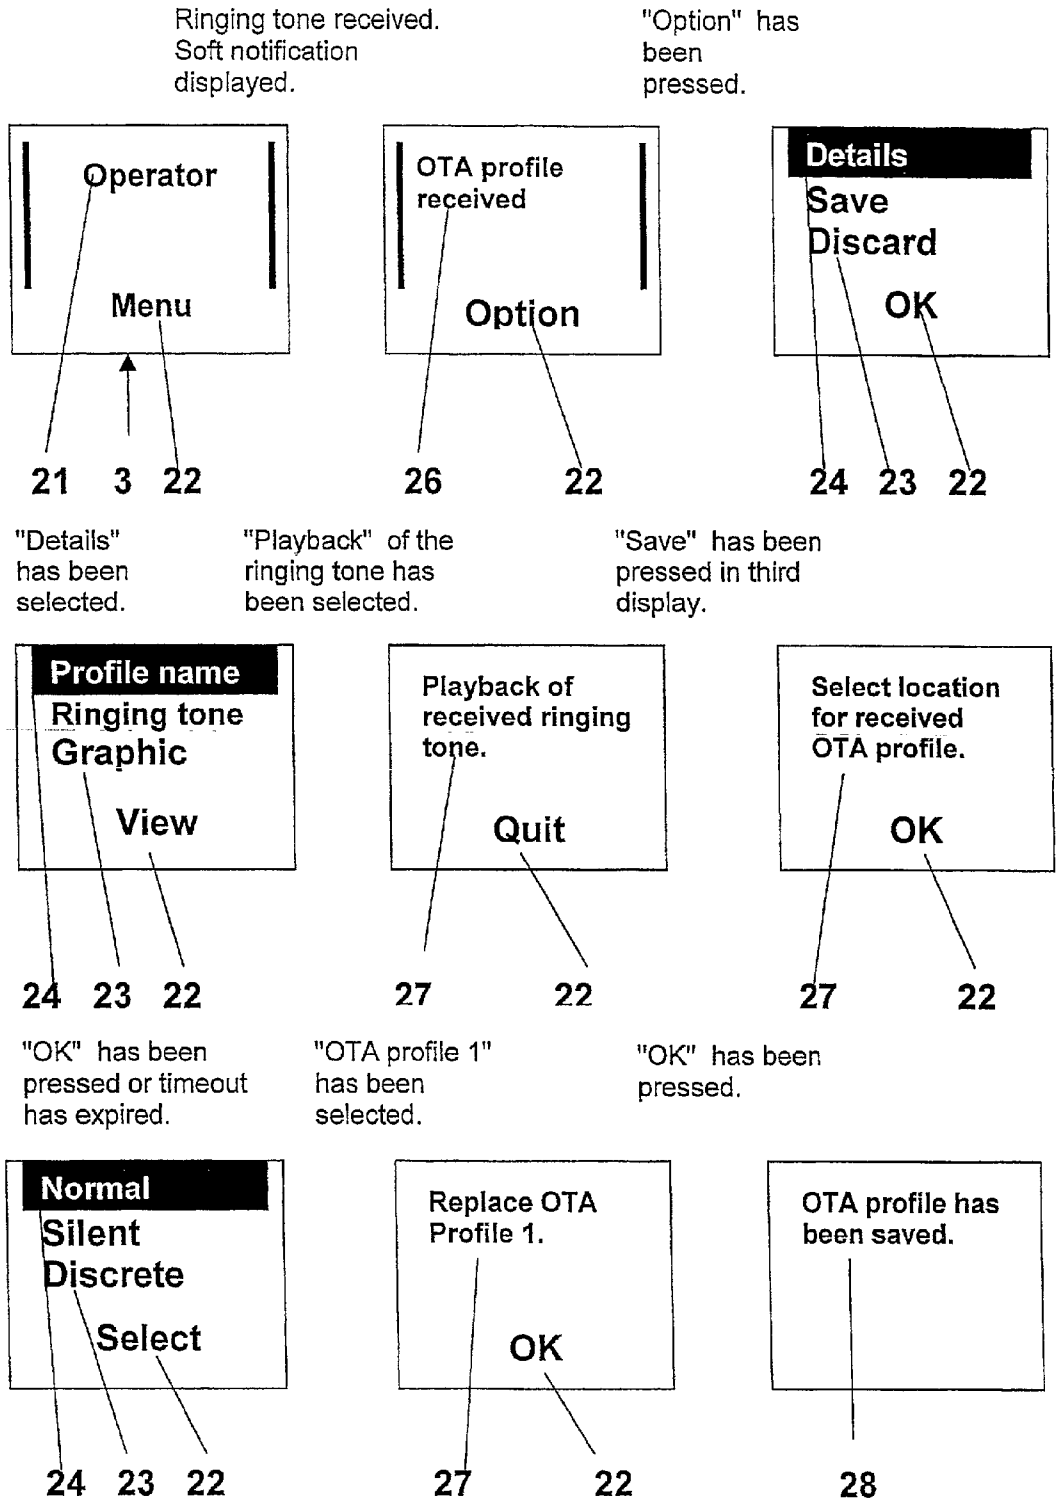 Ringing tone received.
Soft notification
displayed.
"Option" has
been
pressed.
Operator
Menu
OTA profile
received
Option
Details
Save
Discard
OK
21 3 22
26 22
24 23 22
"Details"
has been
selected.
"Playback" of the
ringing tone has
been selected.
"Save" has been
pressed in third
display.
Profile name
Ringing tone
Graphic
View
Playback of
received ringing
tone.
Quit
Select location
for received
OTA profile.
OK
24 23 22
27 22
27 22
"OK" has been
pressed or timeout
has expired.
"OTA profile 1"
has been
selected.
"OK" has been
pressed.
Normal
Silent
Discrete
Select
Replace OTA
Profile 1.
OK
OTA profile has
been saved.
24 23 22
27 22
28